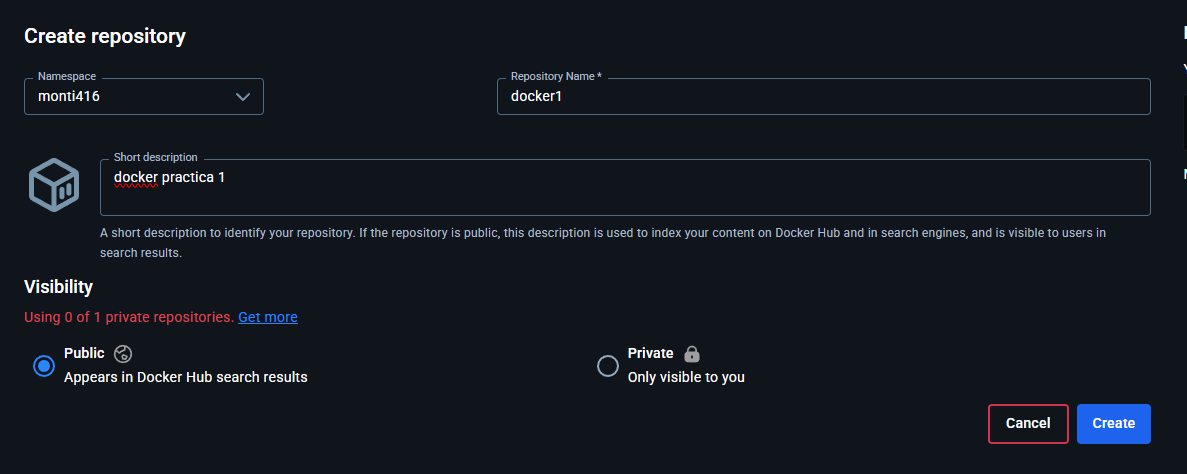 Create repository
Namespace
monti416
Repository Name *
docker1
Short description
docker practica 1
A short description to identify your repository. If the repository is public, this description is used to index your content on Docker Hub and in search engines, and is visible to users in
search results.
Visibility
Using 0 of 1 private repositories. Get more
Public
Appears in Docker Hub search results
Private
Only visible to you
Cancel
Create